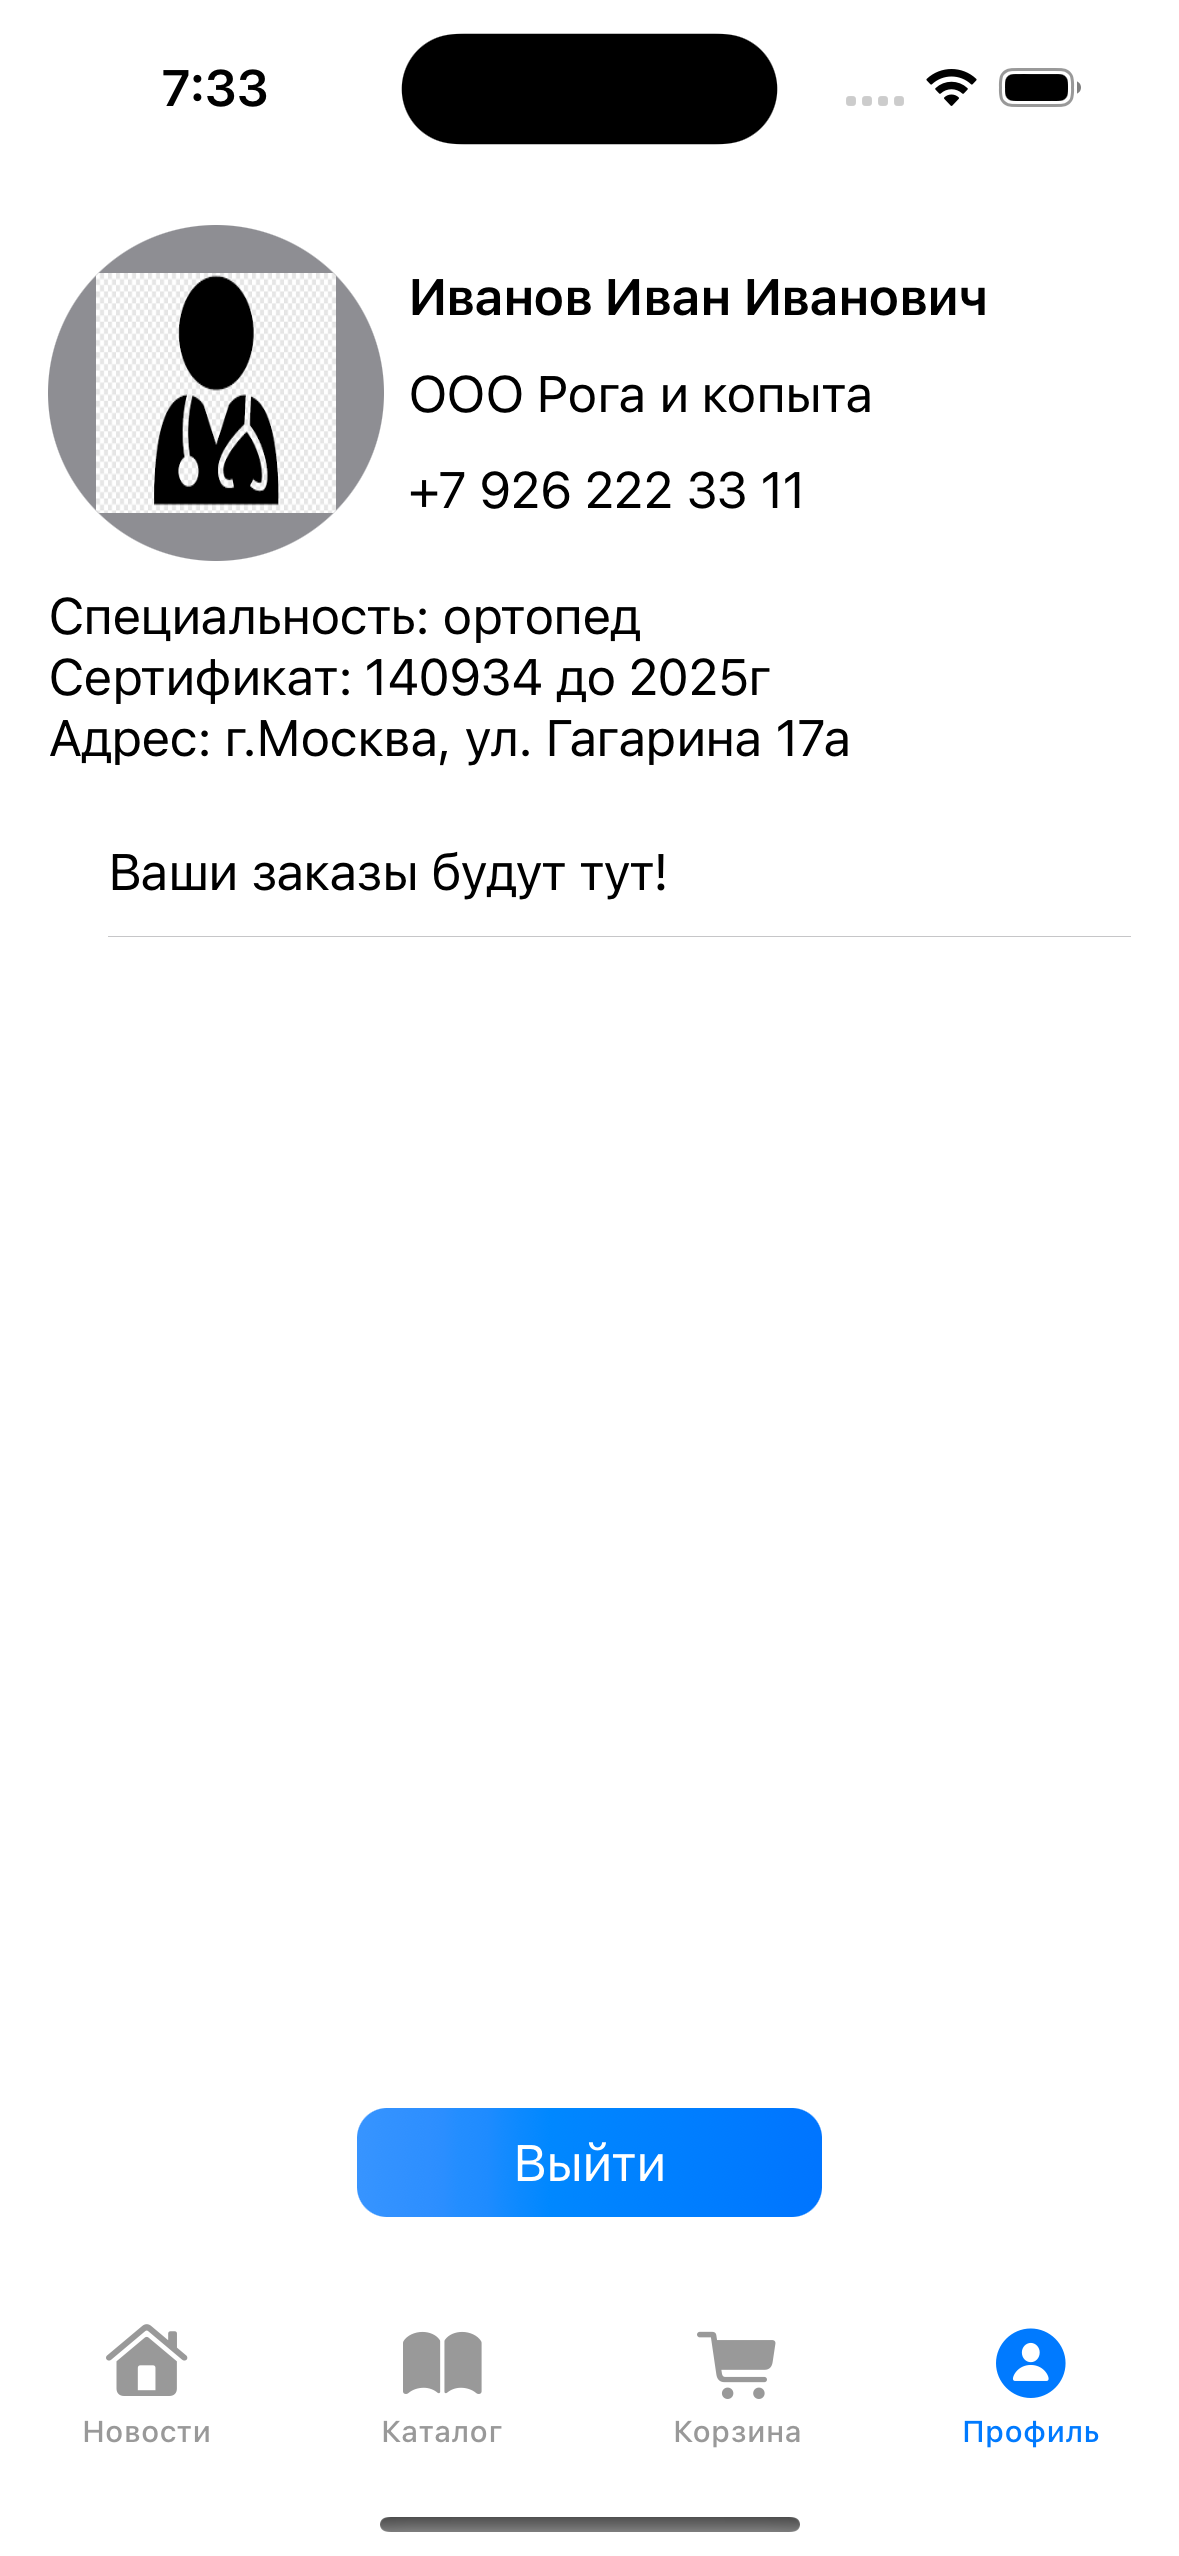 7:33
Иванов Иван Иванович
ООО Рога и копыта
+7 926 222 33 11
Специальность: ортопед
Сертификат: 140934 до 2025г
Адрес: г.Москва, ул. Гагарина 17а
Ваши заказы будут тут!
Выйти
Новости
Каталог
Корзина
Профиль